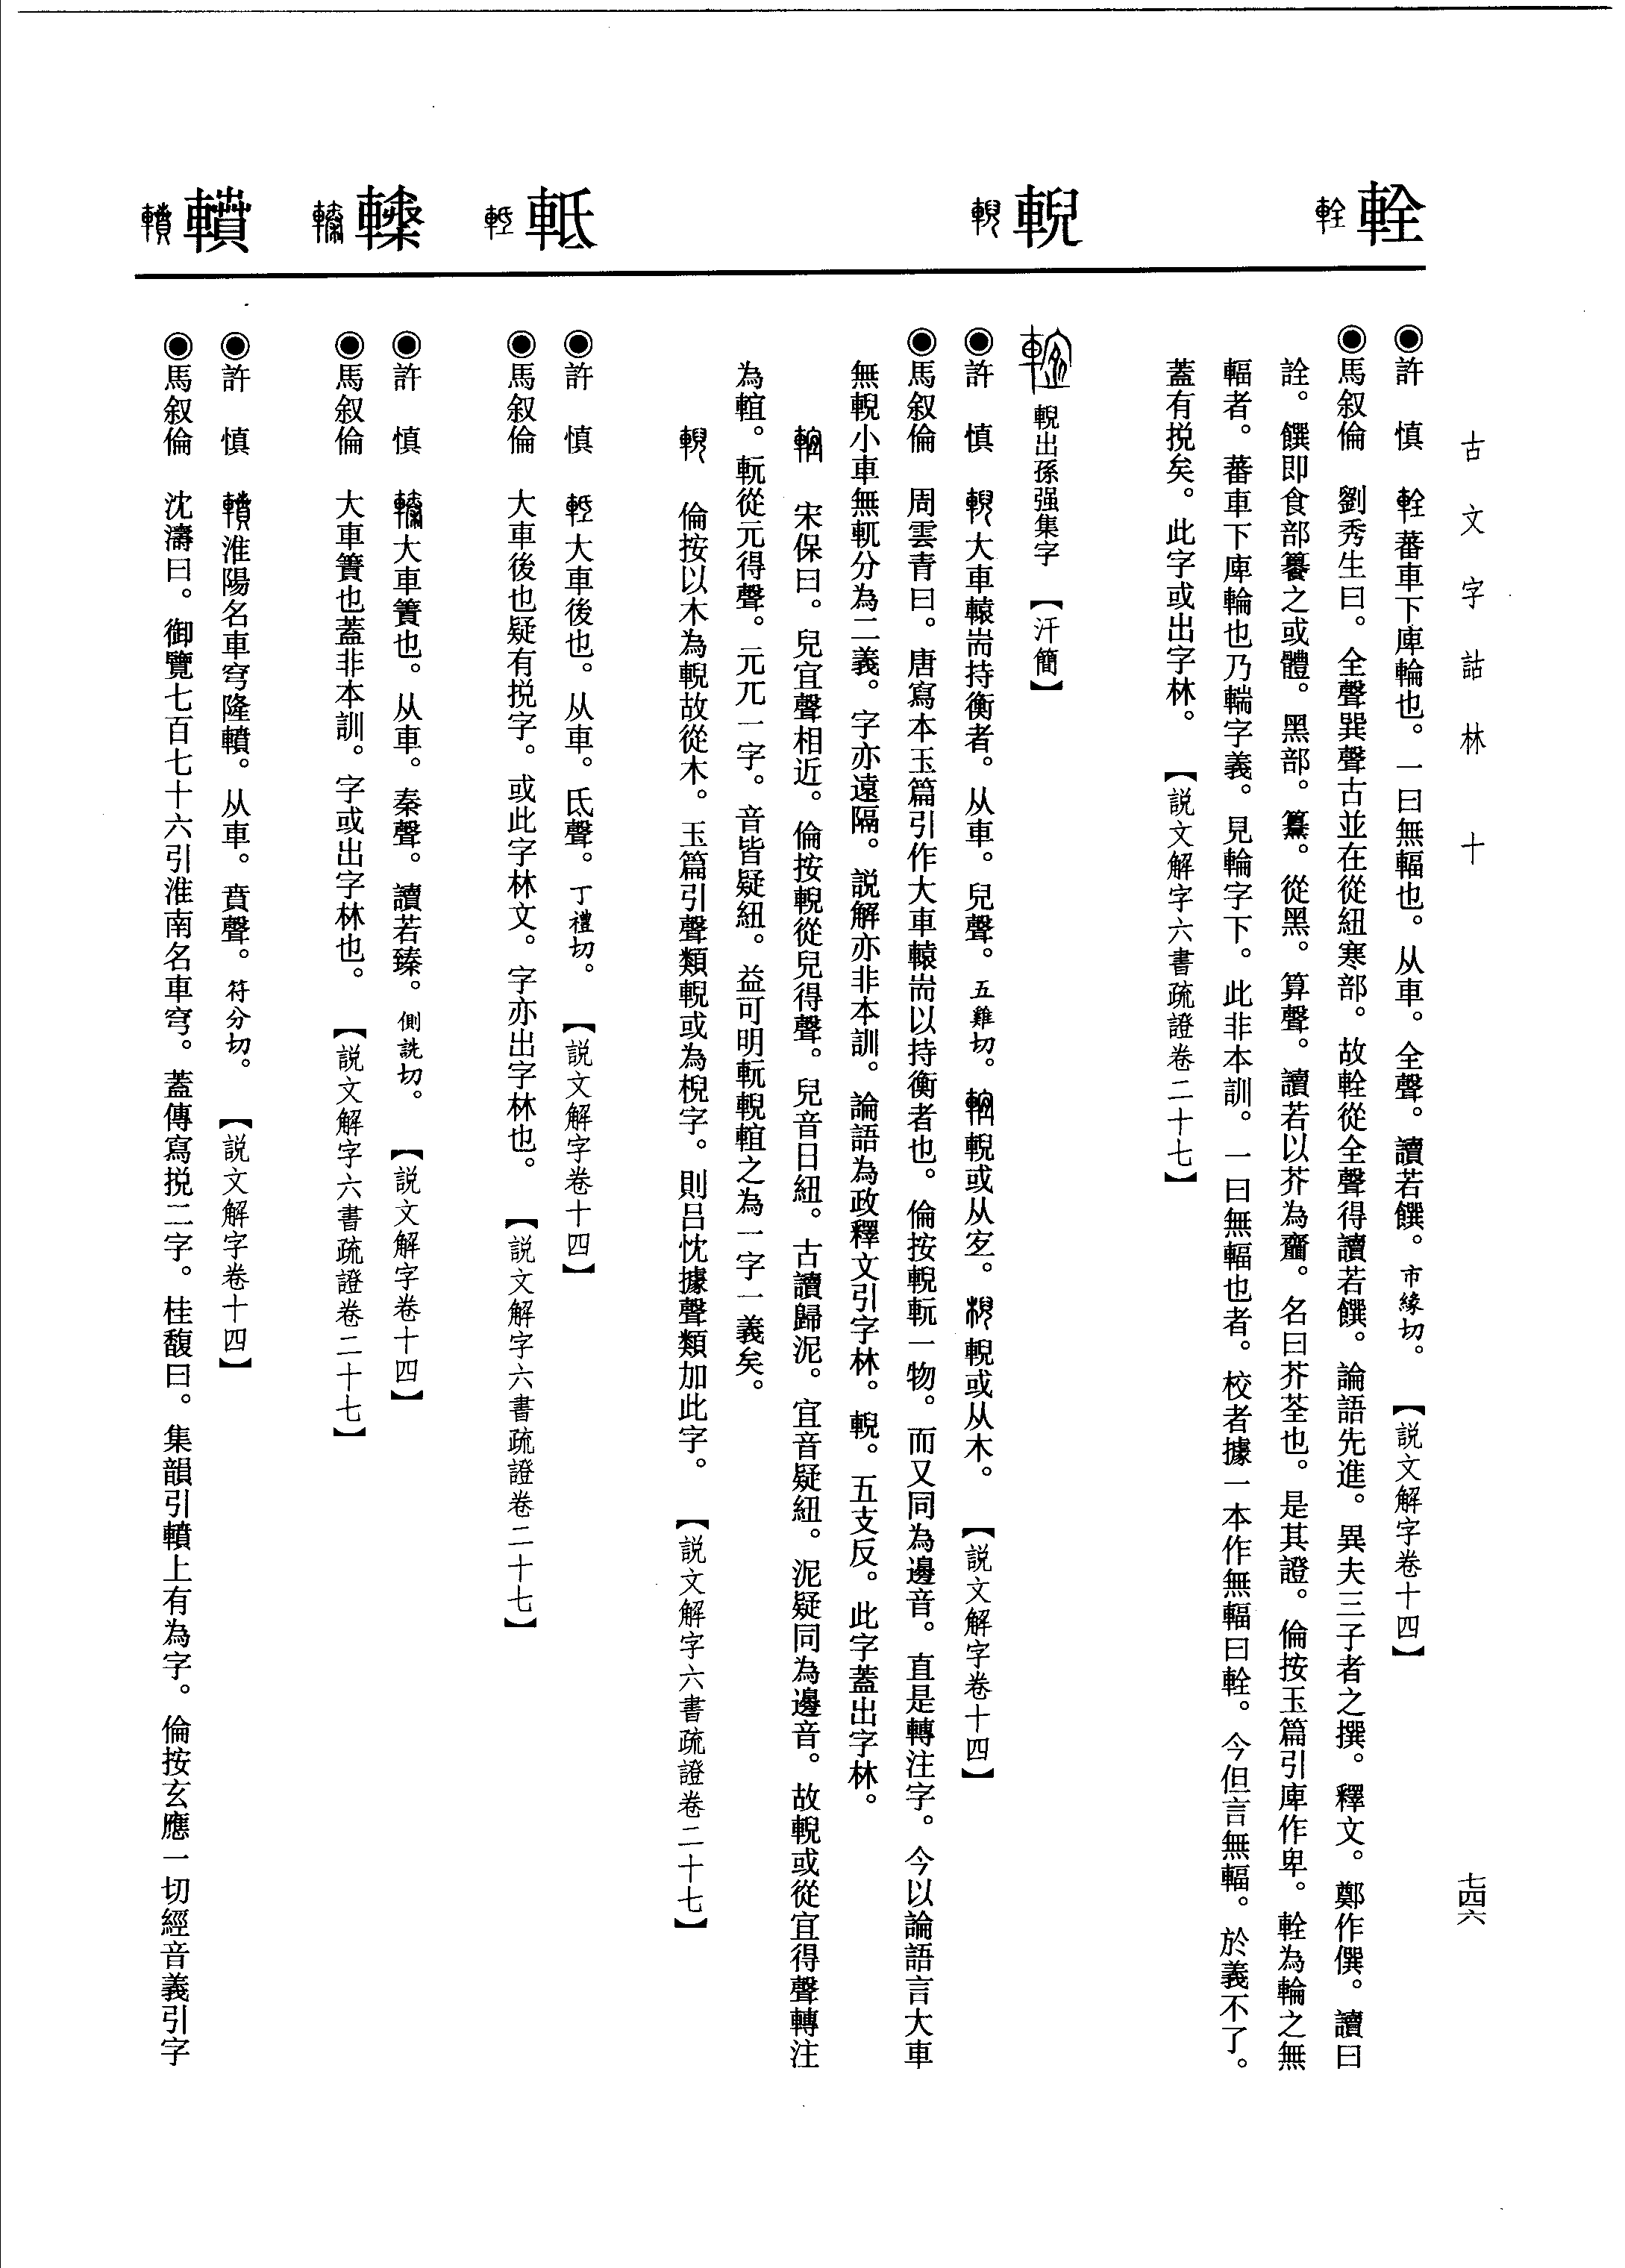 古文字詁林　十
七四六
輇
●許　慎　輇蕃車下庳輪也。一曰無輻也。从車。全聲。讀若饌。市緣切。【説文解字卷十四】
●馬叙倫　劉秀生曰。全聲巽聲古並在從紐寒部。故輇從全聲得讀若饌。論語先進。異夫三子者之撰。釋文。鄭作僎。讀曰
詮。饌即食部籑之或體。黑部。䵵。從黑。算聲。讀若以芥為齏。名曰芥荃也。是其證。倫按玉篇引庳作卑。輇為輪之無
輻者。蕃車下庳輪也乃輲字義。見輪字下。此非本訓。一曰無輻也者。校者據一本作無輻曰輇。今但言無輻。於義不了。
蓋有挩矣。此字或出字林。【説文解字六書疏證卷二十七】
輗
輗出孫强集字　【汗簡】
●許　慎　輗大車轅耑持衡者。从車。兒聲。五雞切。輗或从宐。輗或从木。【説文解字卷十四】
●馬叙倫　周雲青曰。唐寫本玉篇引作大車轅耑以持衡者也。倫按輗軏一物。而又同為邊音。直是轉注字。今以論語言大車
無輗小車無軏分為二義。字亦遠隔。説解亦非本訓。論語為政釋文引字林。輗。五支反。此字蓋出字林。
宋保曰。兒宜聲相近。倫按輗從兒得聲。兒音日紐。古讀歸泥。宜音疑紐。泥疑同為邊音。故輗或從宜得聲轉注
為䡎。軏從元得聲。元兀一字。音皆疑紐。益可明軏輗䡎之為一字一義矣。
倫按以木為輗故從木。玉篇引聲類輗或為棿字。則吕忱據聲類加此字。【説文解字六書疏證卷二十七】
軧
●許　慎　軧大車後也。从車。氐聲。丁禮切。【説文解字卷十四】
●馬叙倫　大車後也疑有挩字。或此字林文。字亦出字林也。【説文解字六書疏證卷二十七】
轃
●許　慎　轃大車簀也。从車。秦聲。讀若臻。側詵切。【説文解字卷十四】
●馬叙倫　大車簀也蓋非本訓。字或出字林也。【説文解字六書疏證卷二十七】
轒
●許　慎　轒淮陽名車穹隆轒。从車。賁聲。符分切。【説文解字卷十四】
●馬叙倫　沈濤曰。御覽七百七十六引淮南名車穹。蓋傳寫挩二字。桂馥曰。集韻引轒上有為字。倫按玄應一切經音義引字